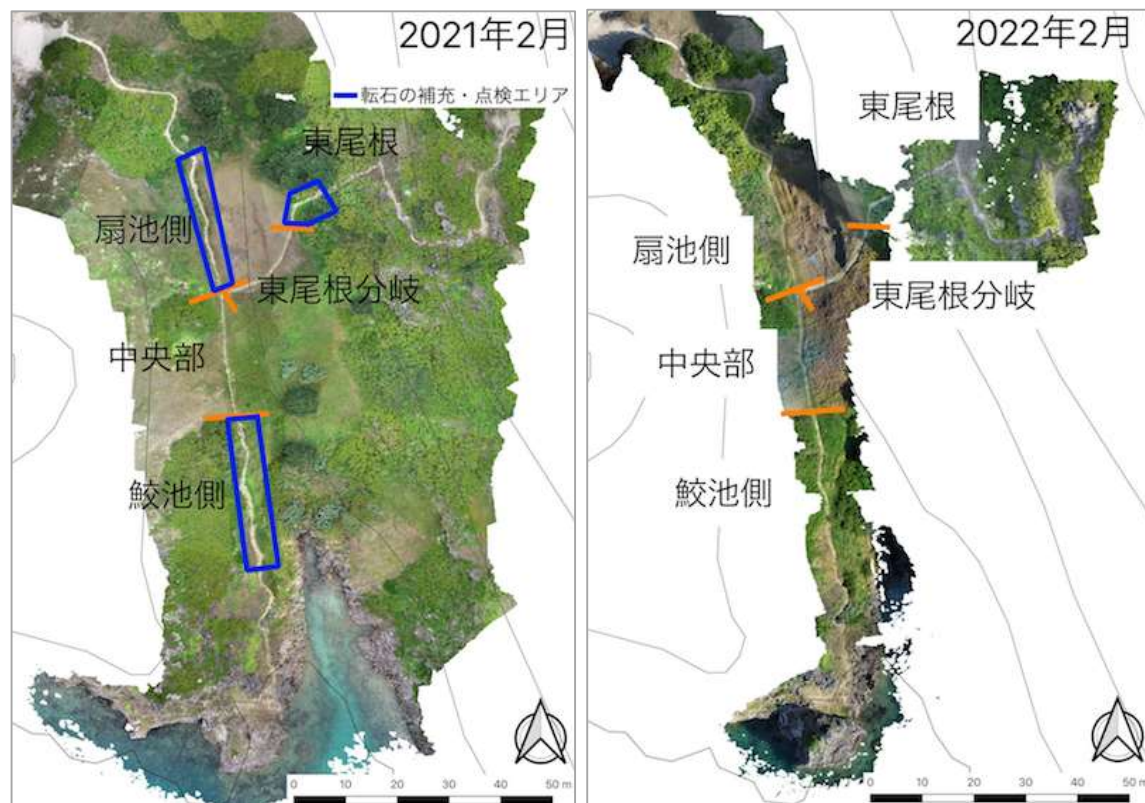 2021年2月
転石の補充・点検エリア
東尾根
扇池側
東尾根分岐
中央部
鮫池側
0 10 20 30 40 50 m
2022年2月
東尾根
扇池側
東尾根分岐
中央部
鮫池側
0 10 20 30 40 50 m